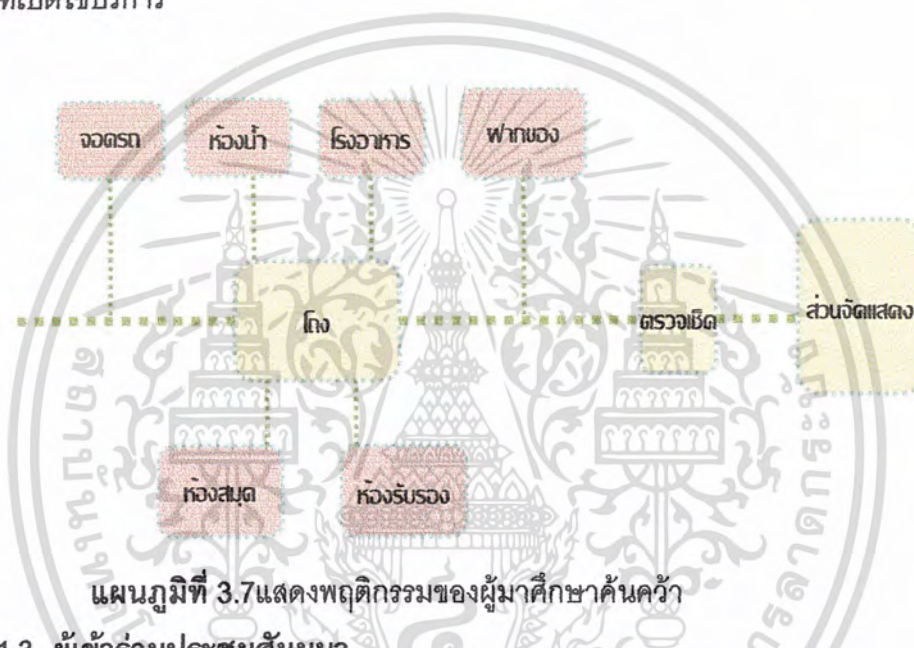 จอดรถ ห้องน้ำ โรงอาหาร ฝากของ
โถง ตรวจเช็ค ส่วนจัดแสดง
ห้องสมุด ห้องรับรอง
แผนภูมิที่ 3.7แสดงพฤติกรรมของผู้มาศึกษาค้นคว้า